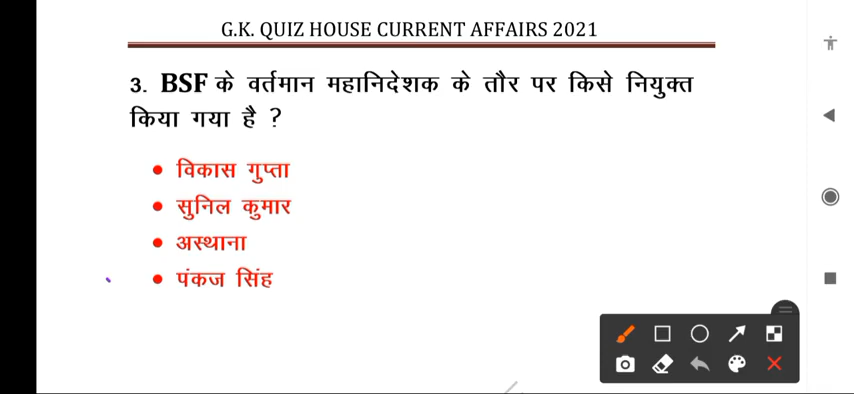 G.K. QUIZ HOUSE CURRENT AFFAIRS 2021
3. BSF के वर्तमान महानिदेशक के तौर पर किसे नियुक्त
किया गया है ?
• विकास गुप्ता
• सुनिल कुमार
• अस्थाना
• पंकज सिंह